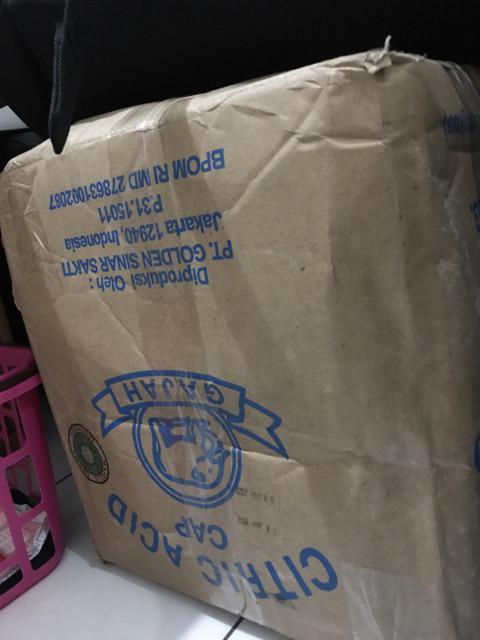 CITRIC ACID
CAP
GAJAH
Diproduksi Oleh :
PT. GOLDEN SINAR SAKTI
Jakarta 12940, Indonesia
P.31.15011
BPOM RI MD 278631002087